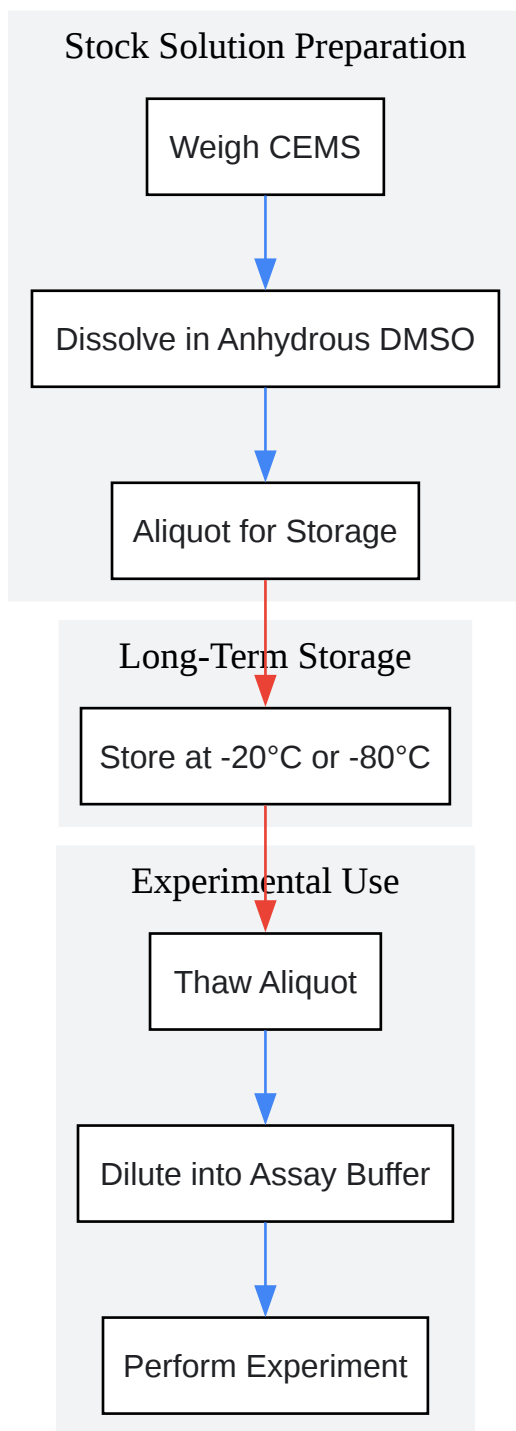 Stock Solution Preparation
Weigh CEMS
Dissolve in Anhydrous DMSO
Aliquot for Storage
Long-Term Storage
Store at -20°C or -80°C
Experimental Use
Thaw Aliquot
Dilute into Assay Buffer
Perform Experiment